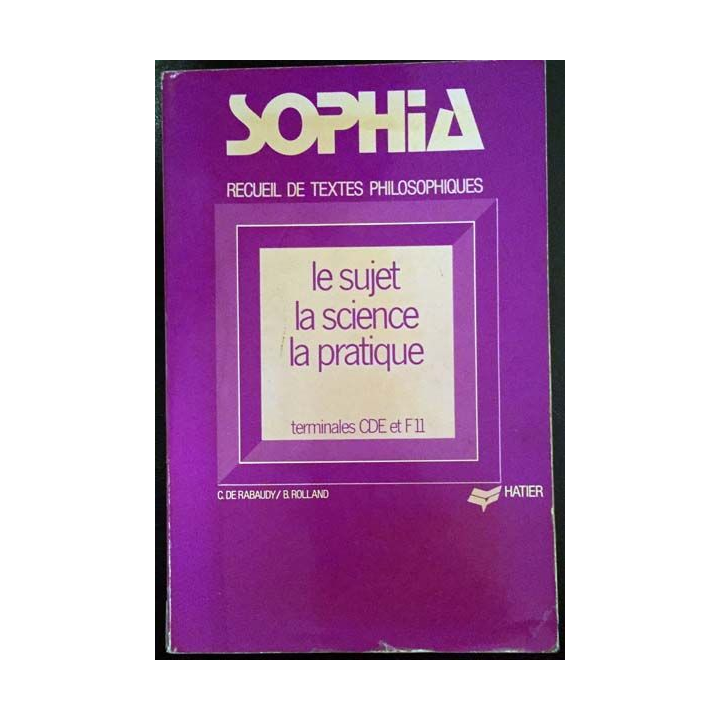 SOPHiA
RECUEIL DE TEXTES PHILOSOPHIQUES
le sujet
la science
la pratique
terminales CDE et F11
C. DE RABAUDY / B. ROLLAND
HATIER